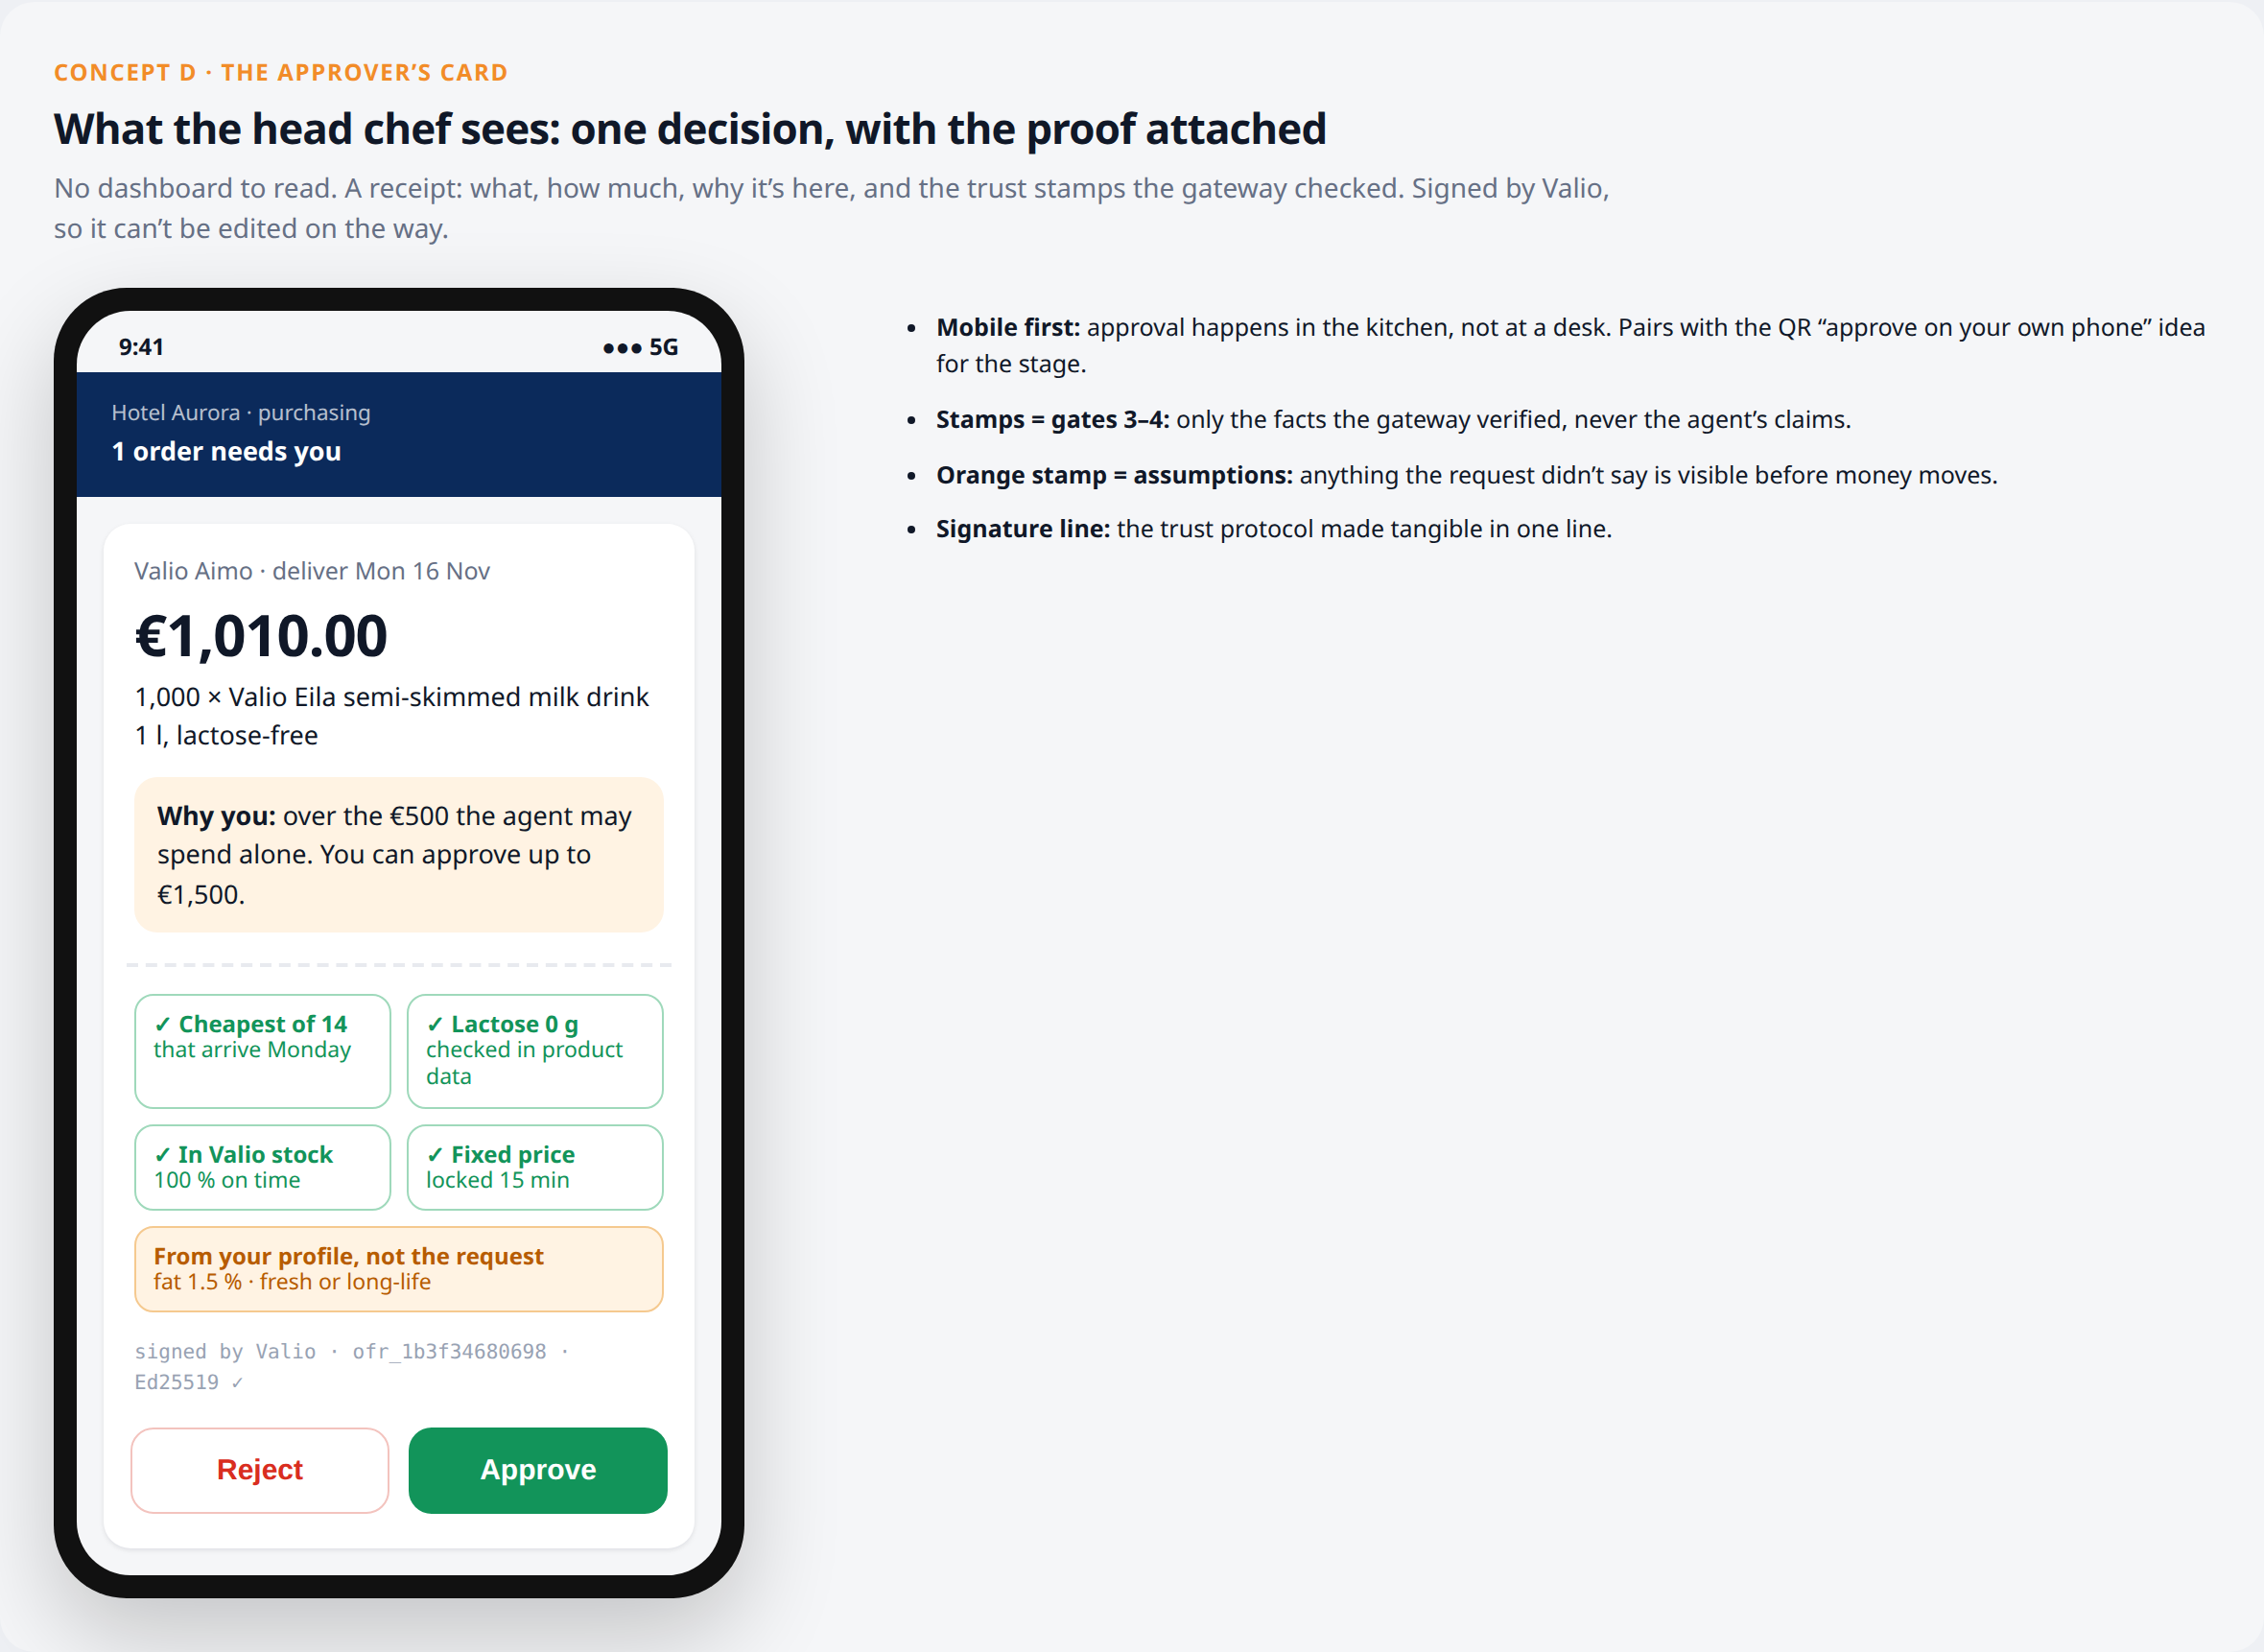 CONCEPT D · THE APPROVER’S CARD
What the head chef sees: one decision, with the proof attached
No dashboard to read. A receipt: what, how much, why it’s here, and the trust stamps the gateway checked. Signed by Valio,
so it can’t be edited on the way.
9:41
●●● 5G
Hotel Aurora · purchasing
1 order needs you
Valio Aimo · deliver Mon 16 Nov
€1,010.00
1,000 × Valio Eila semi-skimmed milk drink
1 l, lactose-free
Why you: over the €500 the agent may
spend alone. You can approve up to
€1,500.
✓ Cheapest of 14
that arrive Monday
✓ Lactose 0 g
checked in product
data
✓ In Valio stock
100 % on time
✓ Fixed price
locked 15 min
From your profile, not the request
fat 1.5 % · fresh or long-life
signed by Valio · ofr_1b3f34680698 ·
Ed25519 ✓
Reject
Approve
• Mobile first: approval happens in the kitchen, not at a desk. Pairs with the QR “approve on your own phone” idea
for the stage.
• Stamps = gates 3–4: only the facts the gateway verified, never the agent’s claims.
• Orange stamp = assumptions: anything the request didn’t say is visible before money moves.
• Signature line: the trust protocol made tangible in one line.